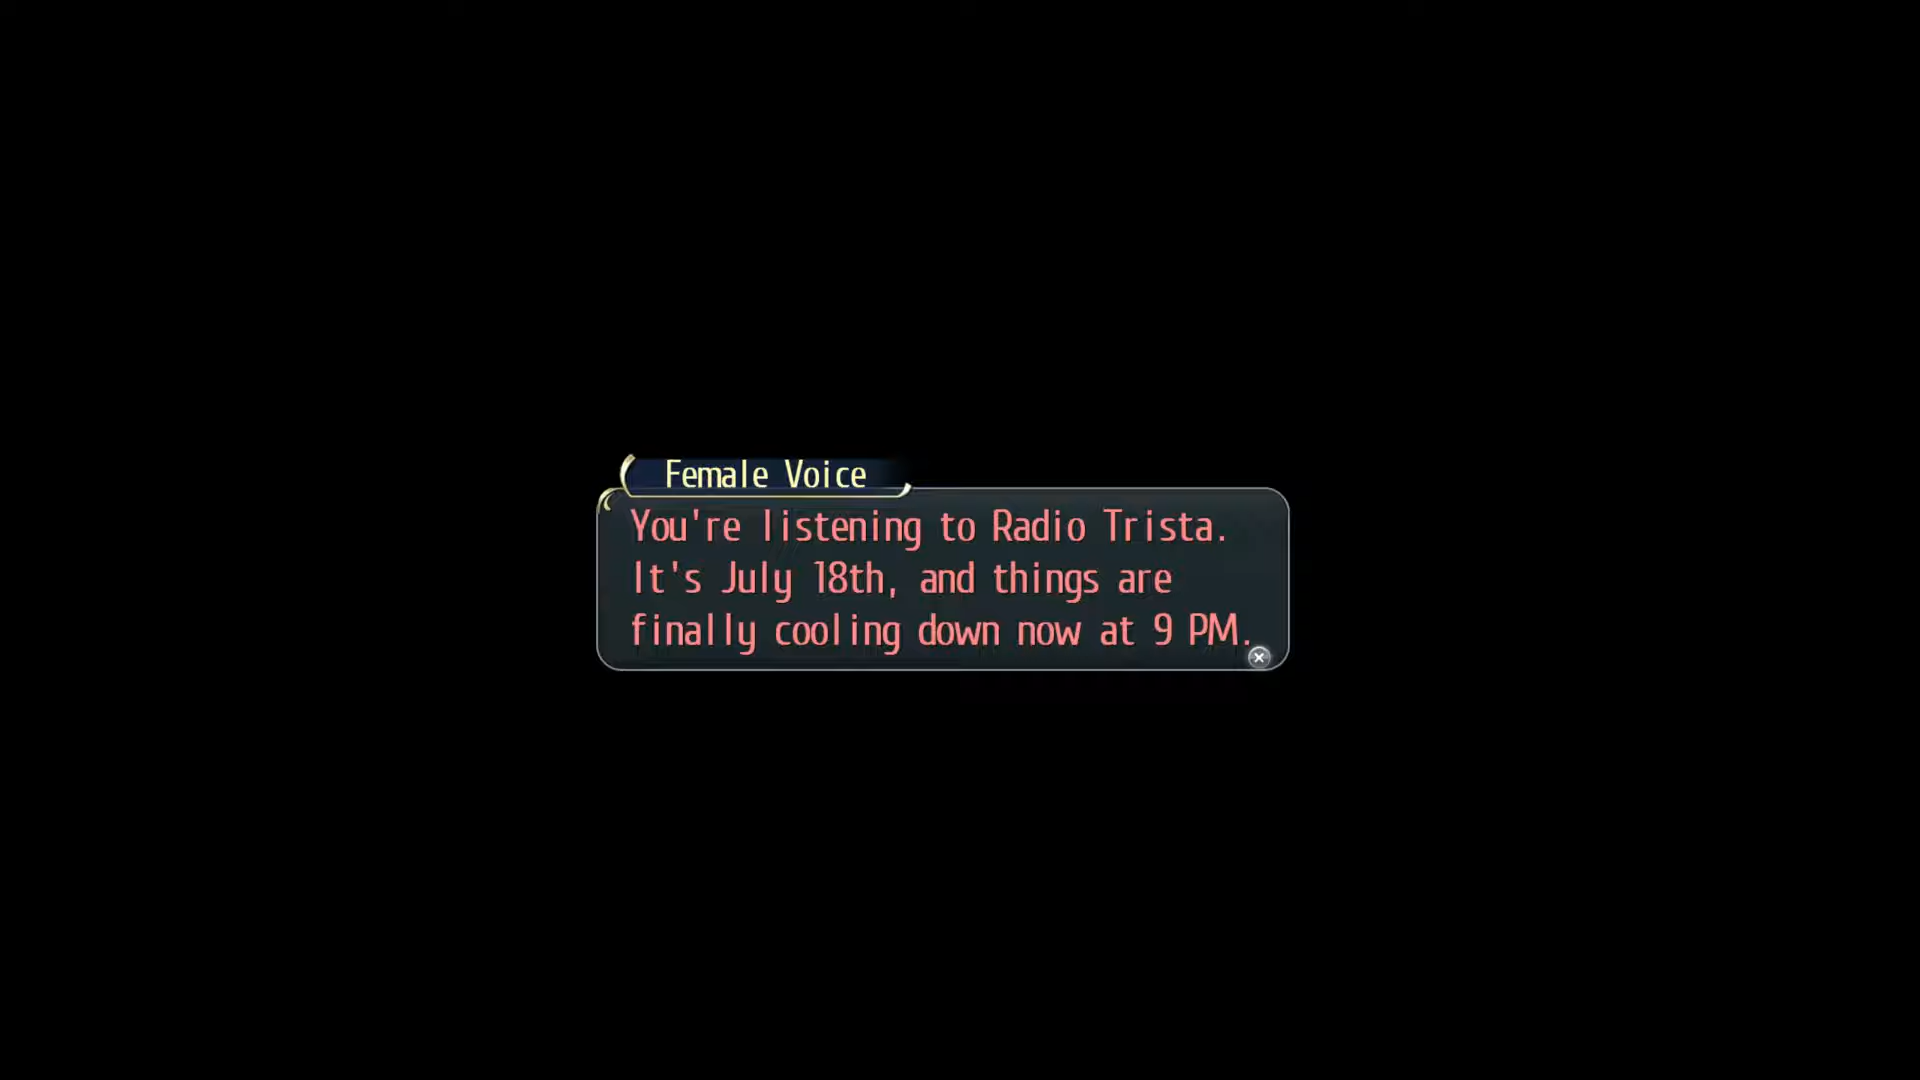 Female Voice
You're listening to Radio Trista.
It's July 18th, and things are
finally cooling down now at 9 PM.